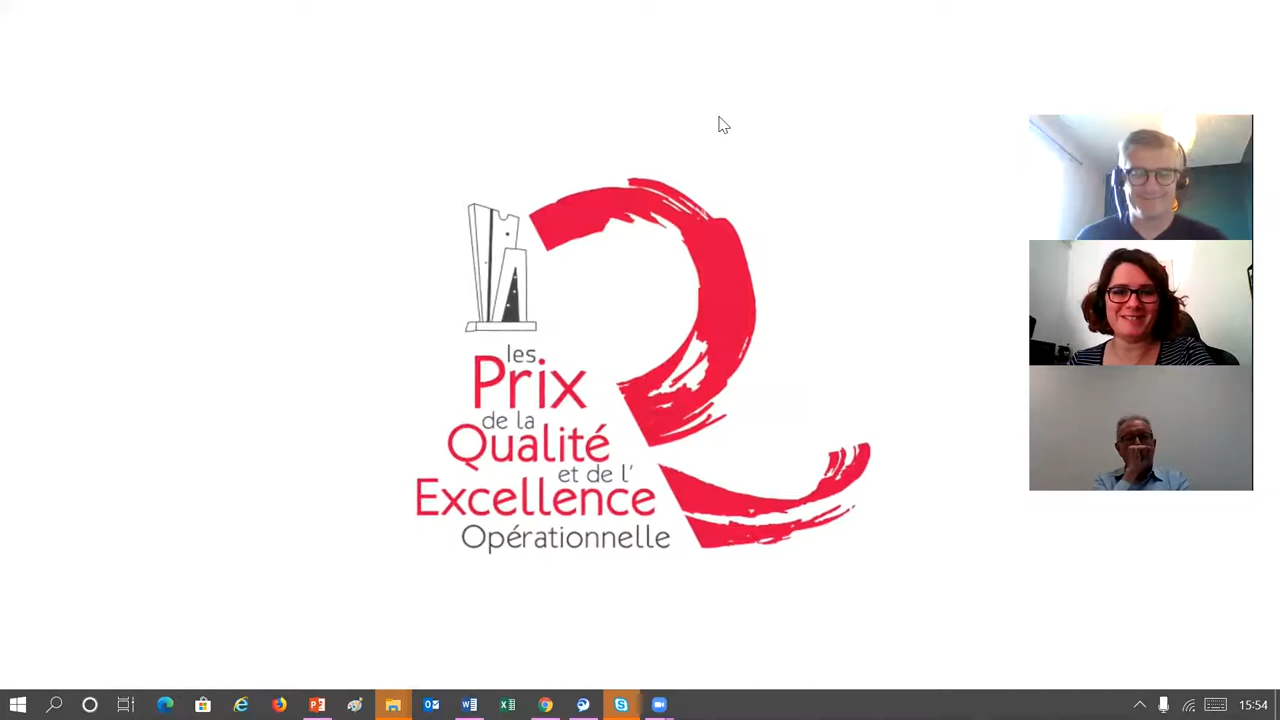 les
Prix
de la
Qualité
et de l'
Excellence
Opérationnelle
15:54